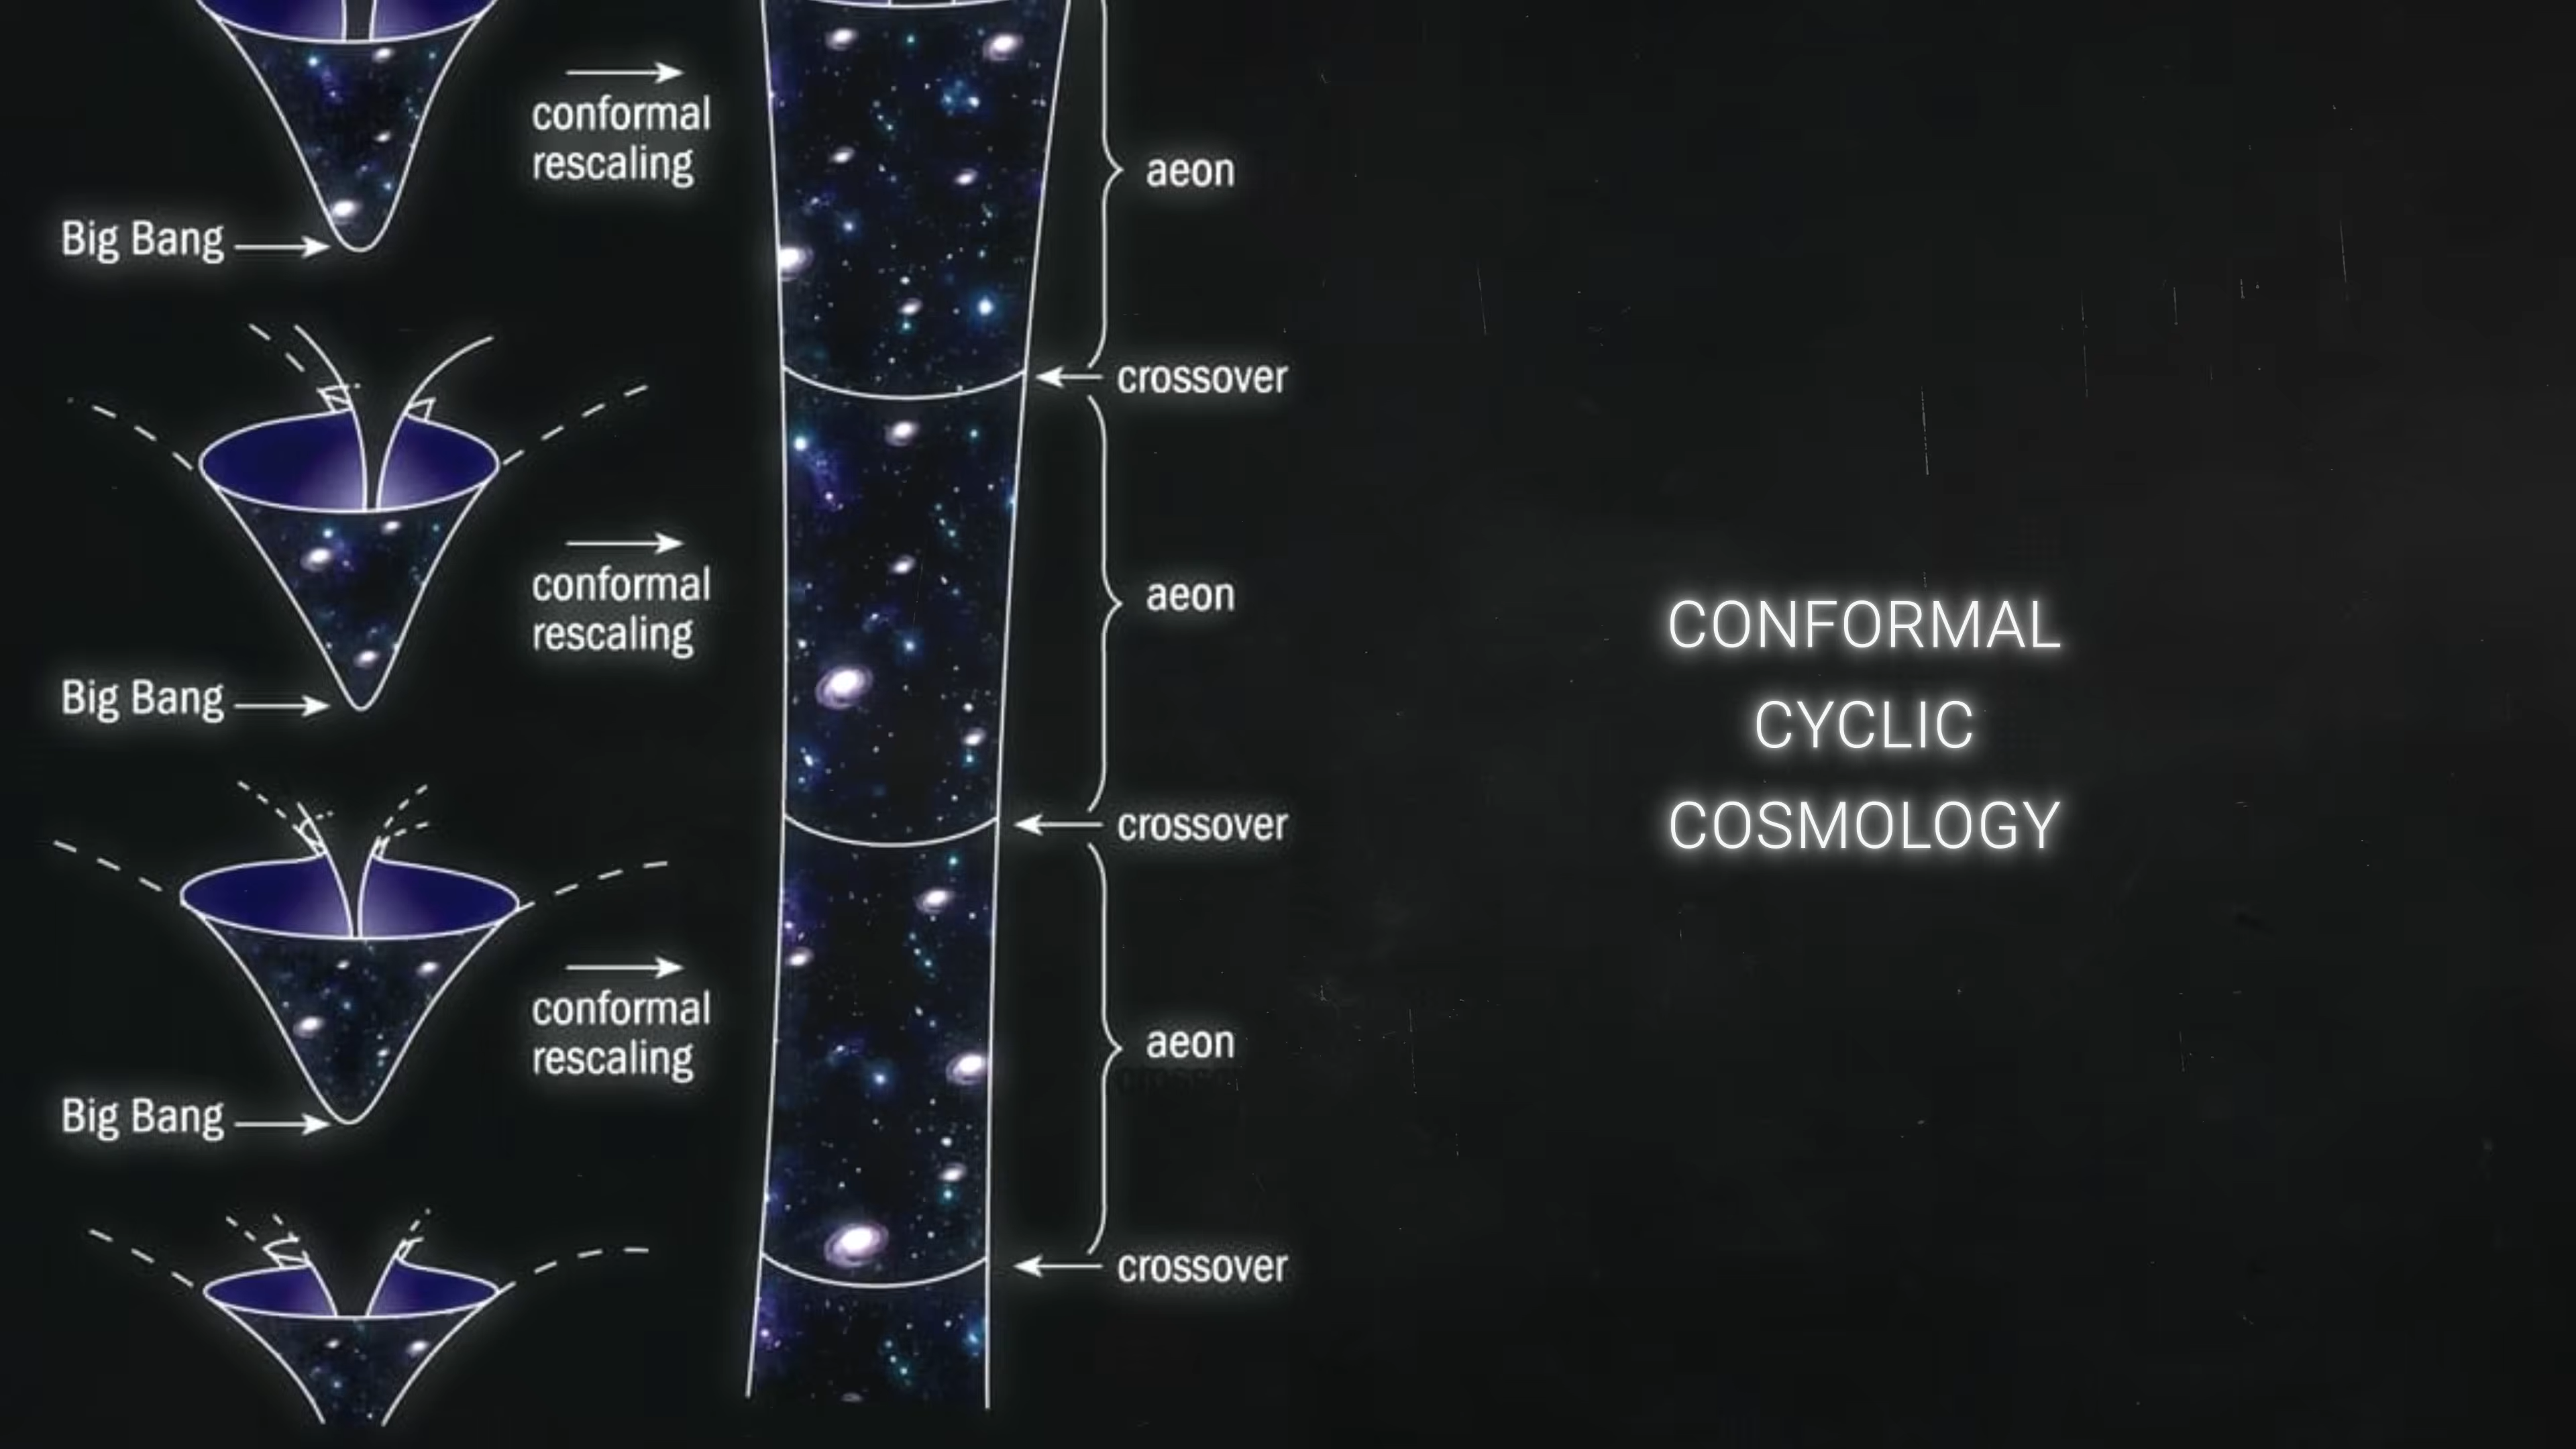 conformal
rescaling
aeon
Big Bang
crossover
conformal
rescaling
aeon
Big Bang
crossover
conformal
rescaling
aeon
Big Bang
crossover
CONFORMAL
CYCLIC
COSMOLOGY